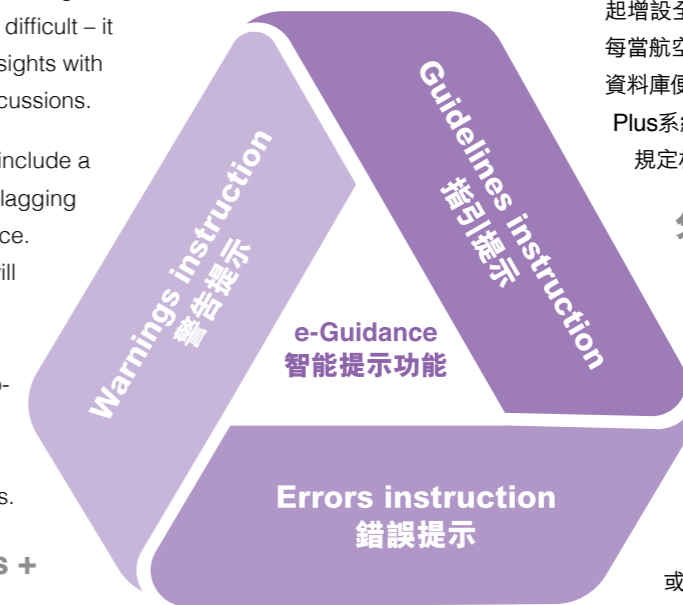 difficult – it
sights with
cussions.
include a
lagging
ce.
s.
s +
Warnings instruction
警告提示
Guidelines instruction
指引提示
e-Guidance
智能提示功能
Errors instruction
錯誤提示
起增設
每當航空
資料庫便
Plus系
規定
或